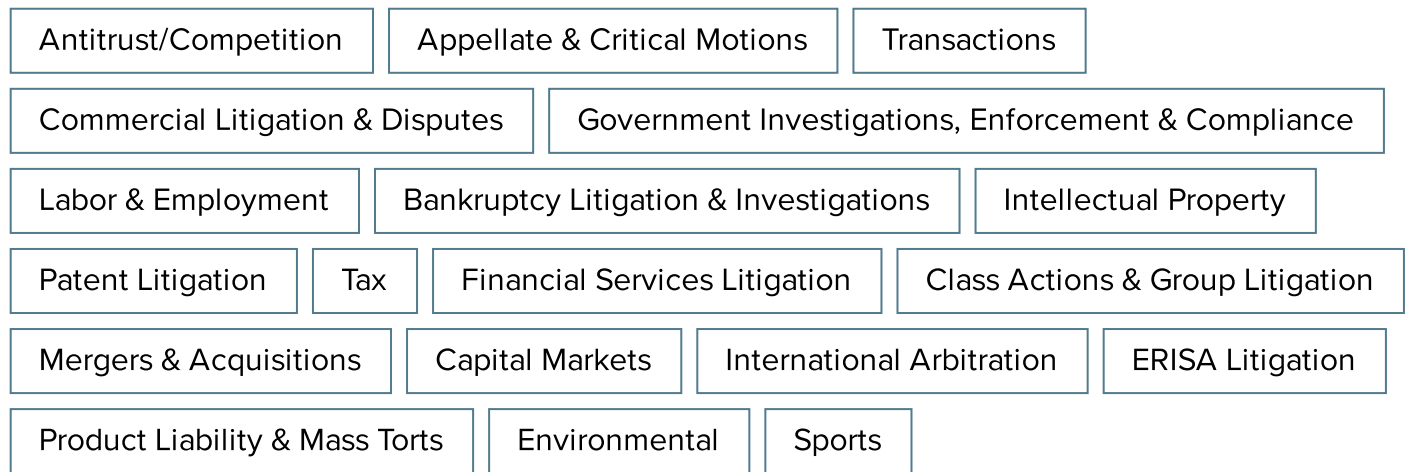 Antitrust/Competition Appellate & Critical Motions Transactions
Commercial Litigation & Disputes Government Investigations, Enforcement & Compliance
Labor & Employment Bankruptcy Litigation & Investigations Intellectual Property
Patent Litigation Tax Financial Services Litigation Class Actions & Group Litigation
Mergers & Acquisitions Capital Markets International Arbitration ERISA Litigation
Product Liability & Mass Torts Environmental Sports